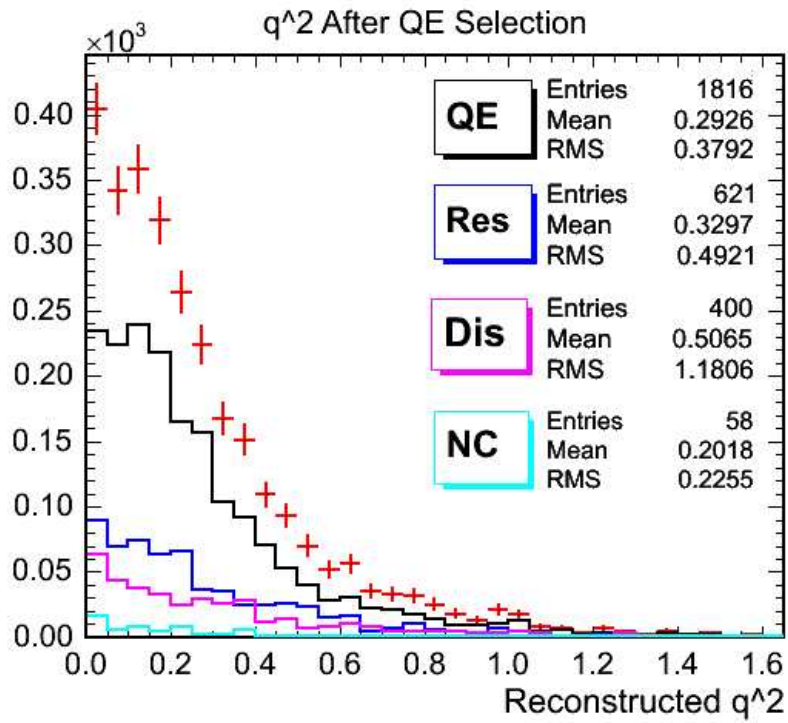 q^2 After QE Selection
×10^3
0.40
0.35
0.30
0.25
0.20
0.15
0.10
0.05
0.00
QE
Entries 1816
Mean 0.2926
RMS 0.3792
Res
Entries 621
Mean 0.3297
RMS 0.4921
Dis
Entries 400
Mean 0.5065
RMS 1.1806
NC
Entries 58
Mean 0.2018
RMS 0.2255
0.0 0.2 0.4 0.6 0.8 1.0 1.2 1.4 1.6
Reconstructed q^2